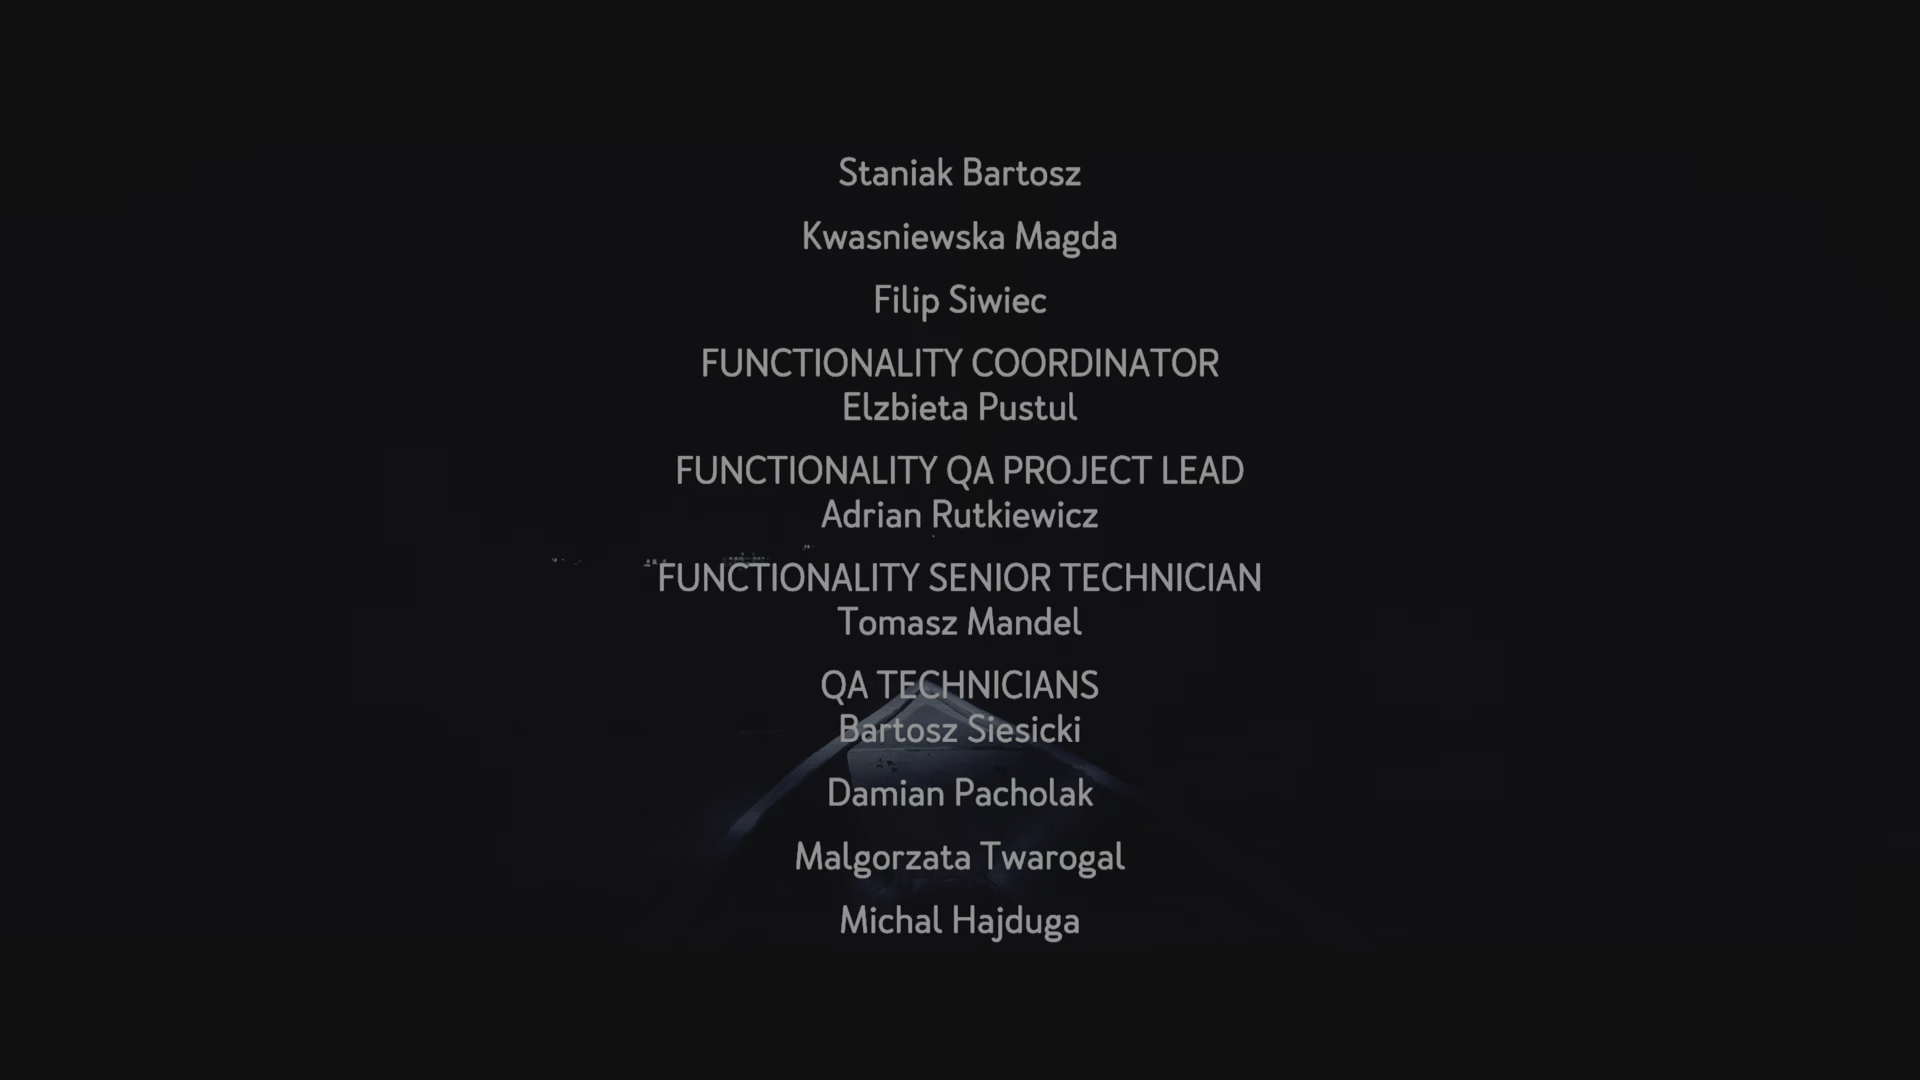 Staniak Bartosz
Kwasniewska Magda
Filip Siwiec
FUNCTIONALITY COORDINATOR
Elzbieta Pustul
FUNCTIONALITY QA PROJECT LEAD
Adrian Rutkiewicz
FUNCTIONALITY SENIOR TECHNICIAN
Tomasz Mandel
QA TECHNICIANS
Bartosz Siesicki
Damian Pacholak
Malgorzata Twarogal
Michal Hajduga